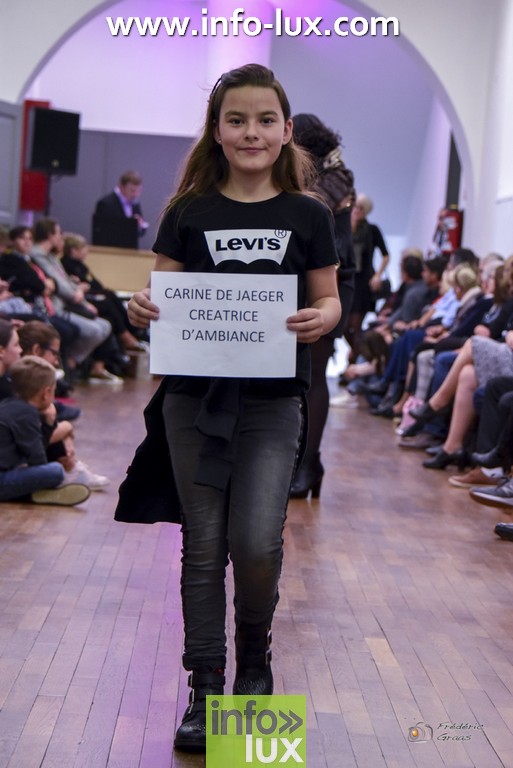 www.info-lux.com
LEVI'S®
CARINE DE JAEGER
CREATRICE
D'AMBIANCE
info»
lux
Frédéric
Graas